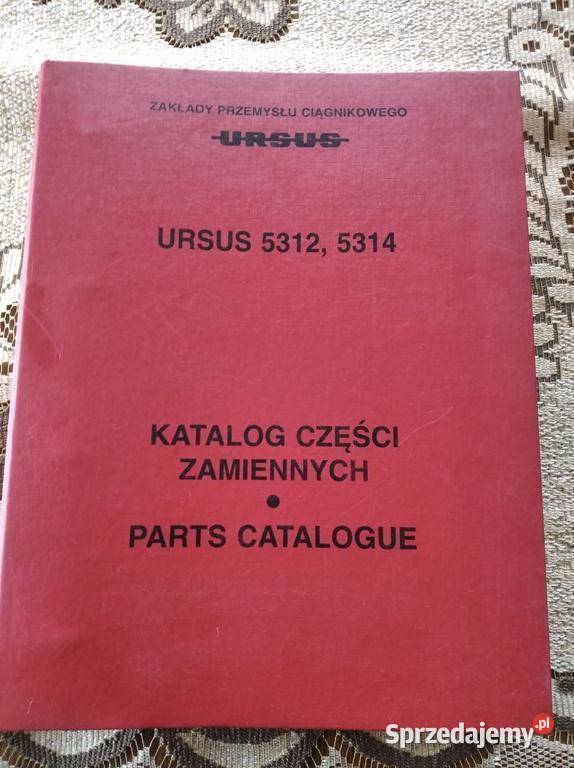 ZAKŁADY PRZEMYSŁU CIĄGNIKOWEGO
URSUS
URSUS 5312, 5314
KATALOG CZĘŚCI
ZAMIENNYCH
•
PARTS CATALOGUE
Sprzedajemy.pl